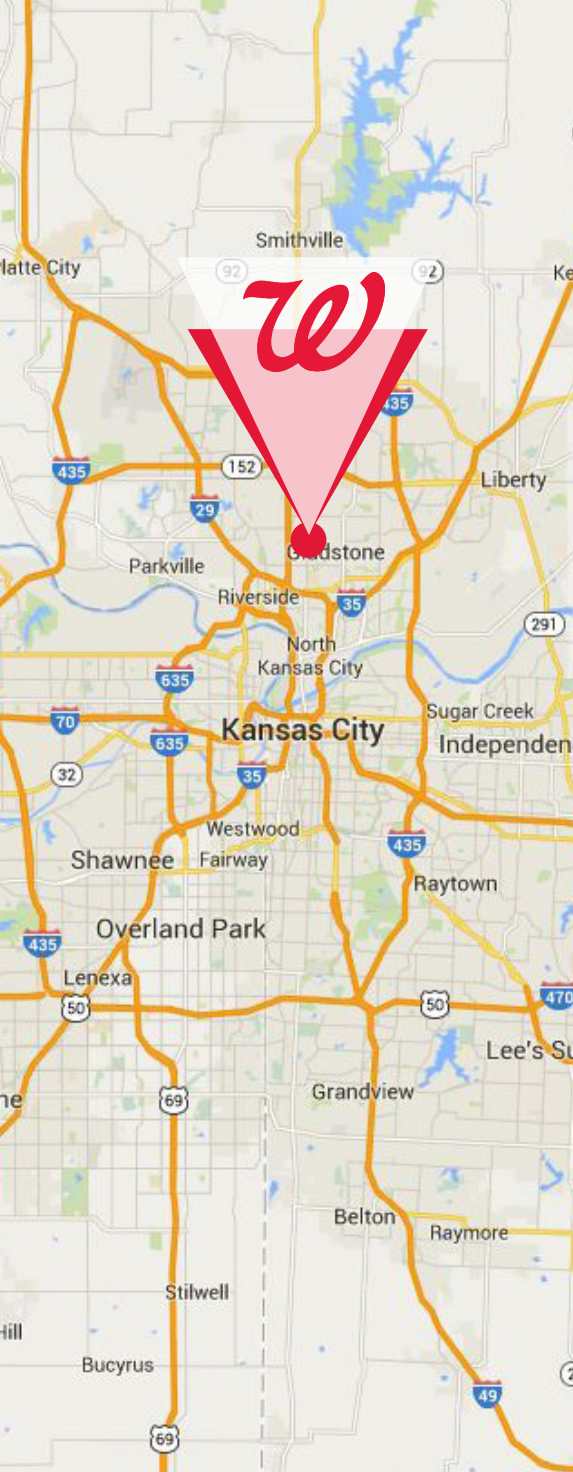 Smithville
latte City
92
92
Ke
W
435
152
435
Liberty
29
Gladstone
Parkville
Riverside
35
291
North
Kansas City
635
70
Sugar Creek
Kansas City
635
Independen
32
35
Westwood
435
Shawnee
Fairway
Raytown
Overland Park
435
Lenexa
50
50
470
Lee's Su
Grandview
ne
69
Belton
Raymore
Stilwell
Hill
Bucyrus
2
49
69